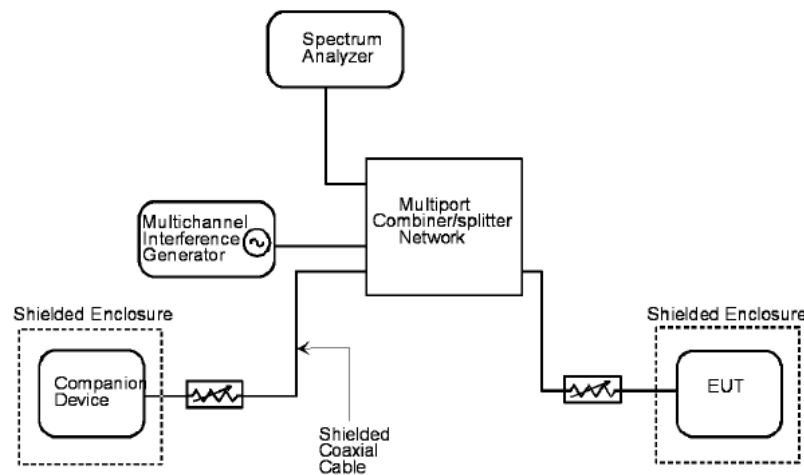 Spectrum
Analyzer
Multiport
Combiner/splitter
Network
Multichannel
Interference
Generator
Shielded Enclosure
Companion
Device
Shielded
Coaxial
Cable
Shielded Enclosure
EUT